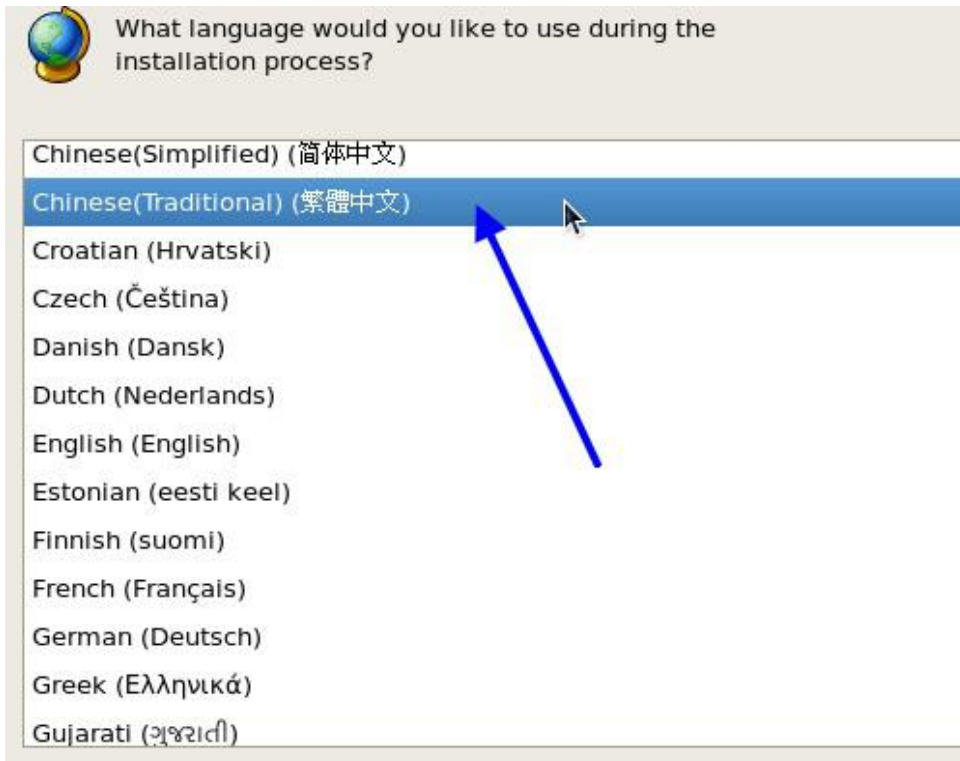 What language would you like to use during the
installation process?
Chinese(Simplified) (简体中文)
Chinese(Traditional) (繁體中文)
Croatian (Hrvatski)
Czech (Čeština)
Danish (Dansk)
Dutch (Nederlands)
English (English)
Estonian (eesti keel)
Finnish (suomi)
French (Français)
German (Deutsch)
Greek (Ελληνικά)
Gujarati (ગુજરાતી)